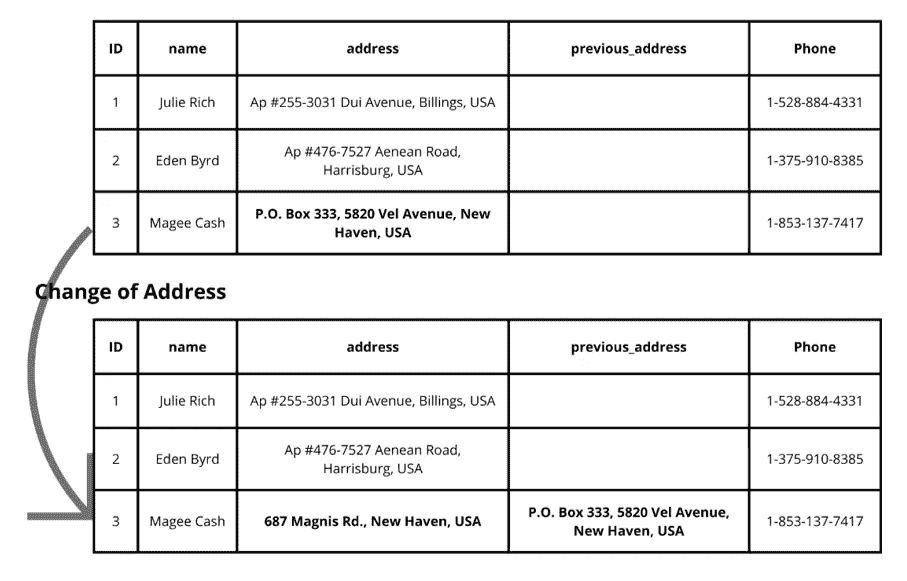 ID name address previous_address Phone
1 Julie Rich Ap #255-3031 Dui Avenue, Billings, USA 1-528-884-4331
2 Eden Byrd Ap #476-7527 Aenean Road, 1-375-910-8385
Harrisburg, USA
3 Magee Cash P.O. Box 333, 5820 Vel Avenue, New 1-853-137-7417
Haven, USA
Change of Address
ID name address previous_address Phone
1 Julie Rich Ap #255-3031 Dui Avenue, Billings, USA 1-528-884-4331
2 Eden Byrd Ap #476-7527 Aenean Road, 1-375-910-8385
Harrisburg, USA
3 Magee Cash 687 Magnis Rd., New Haven, USA P.O. Box 333, 5820 Vel Avenue, 1-853-137-7417
New Haven, USA